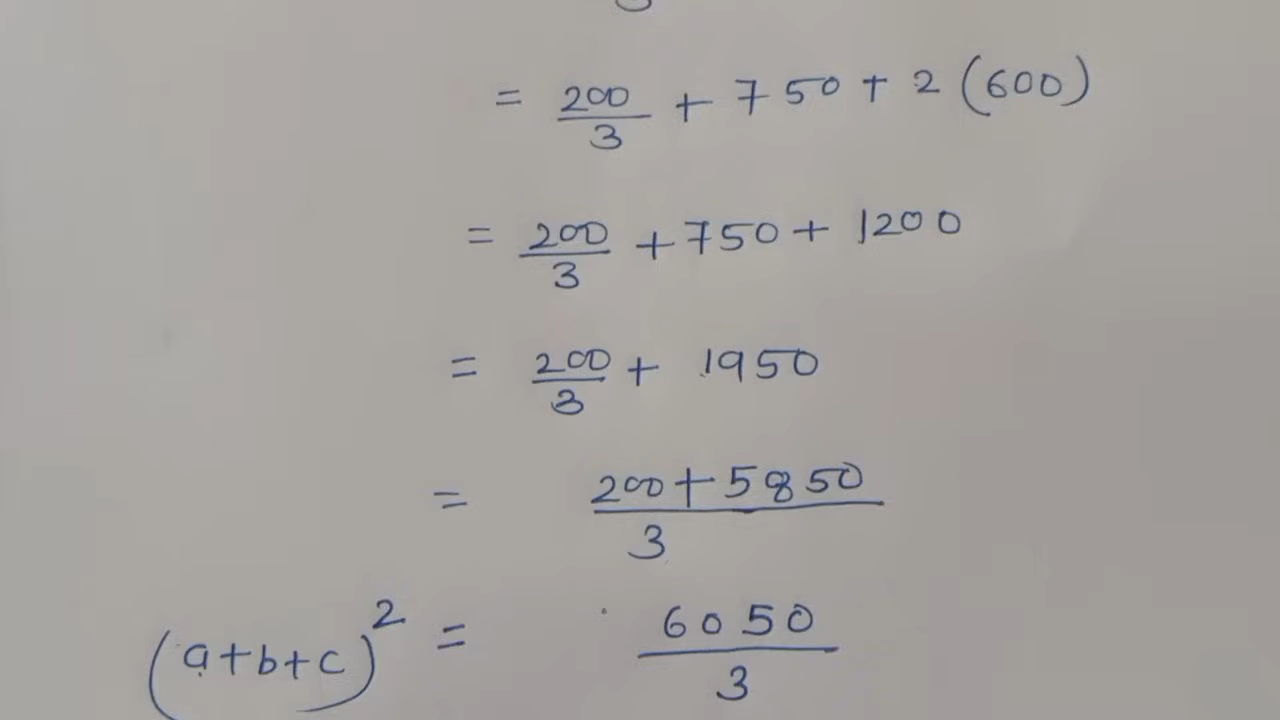 = 200/3 + 750 + 2 (600)
= 200/3 + 750 + 1200
= 200/3 + 1950
= 200+5850/3
(a+b+c)² = 6050/3